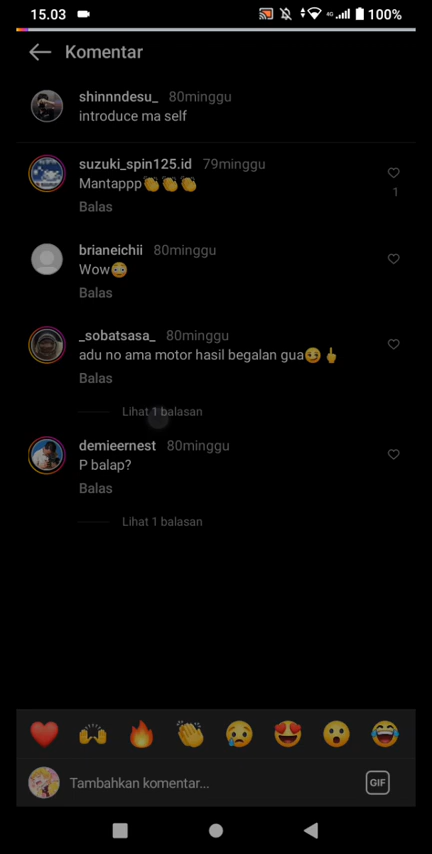 15.03
4G
100%
Komentar
shinnndesu_ 80minggu
introduce ma self
suzuki_spin125.id 79minggu
Mantappp👏👏👏
1
Balas
brianeichii 80minggu
Wow😳
Balas
_sobatsasa_ 80minggu
adu no ama motor hasil begalan gua🥴🖕
Balas
Lihat 1 balasan
demieernest 80minggu
P balap?
Balas
Lihat 1 balasan
Tambahkan komentar...
GIF